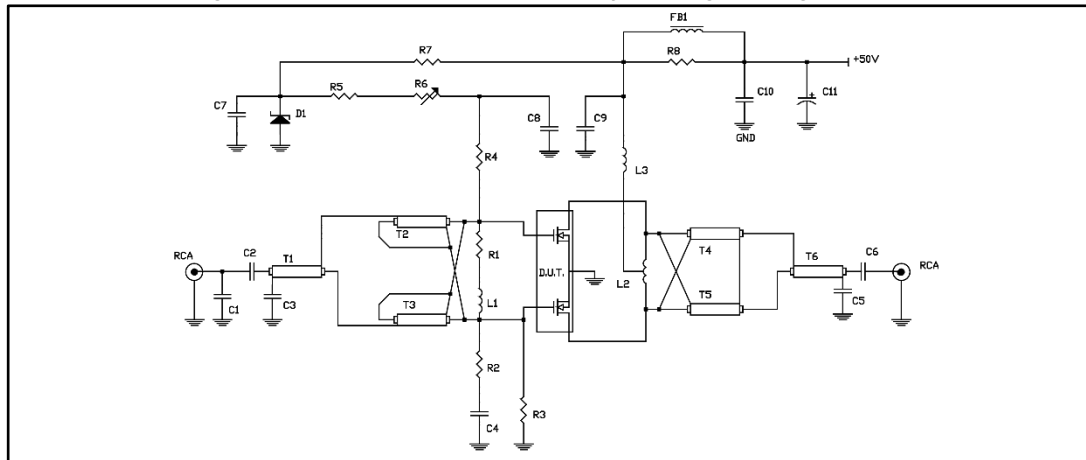 FB1
R7
R8
+50V
R5
R6
C7
D1
C8
C9
C10
C11
GND
R4
L3
T2
R1
T4
RCA
C2
T1
D.U.T.
L2
T6
C6
RCA
C1
C3
T3
L1
T5
C5
R2
R3
C4